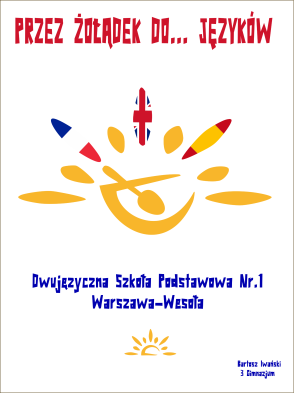 PRZEZ ŻOŁĄDEK DO... JĘZYKÓW
Dwujęzyczna Szkoła Podstawowa Nr.1
Warszawa-Wesoła
Bartosz Iwański
3 Gimnazjum